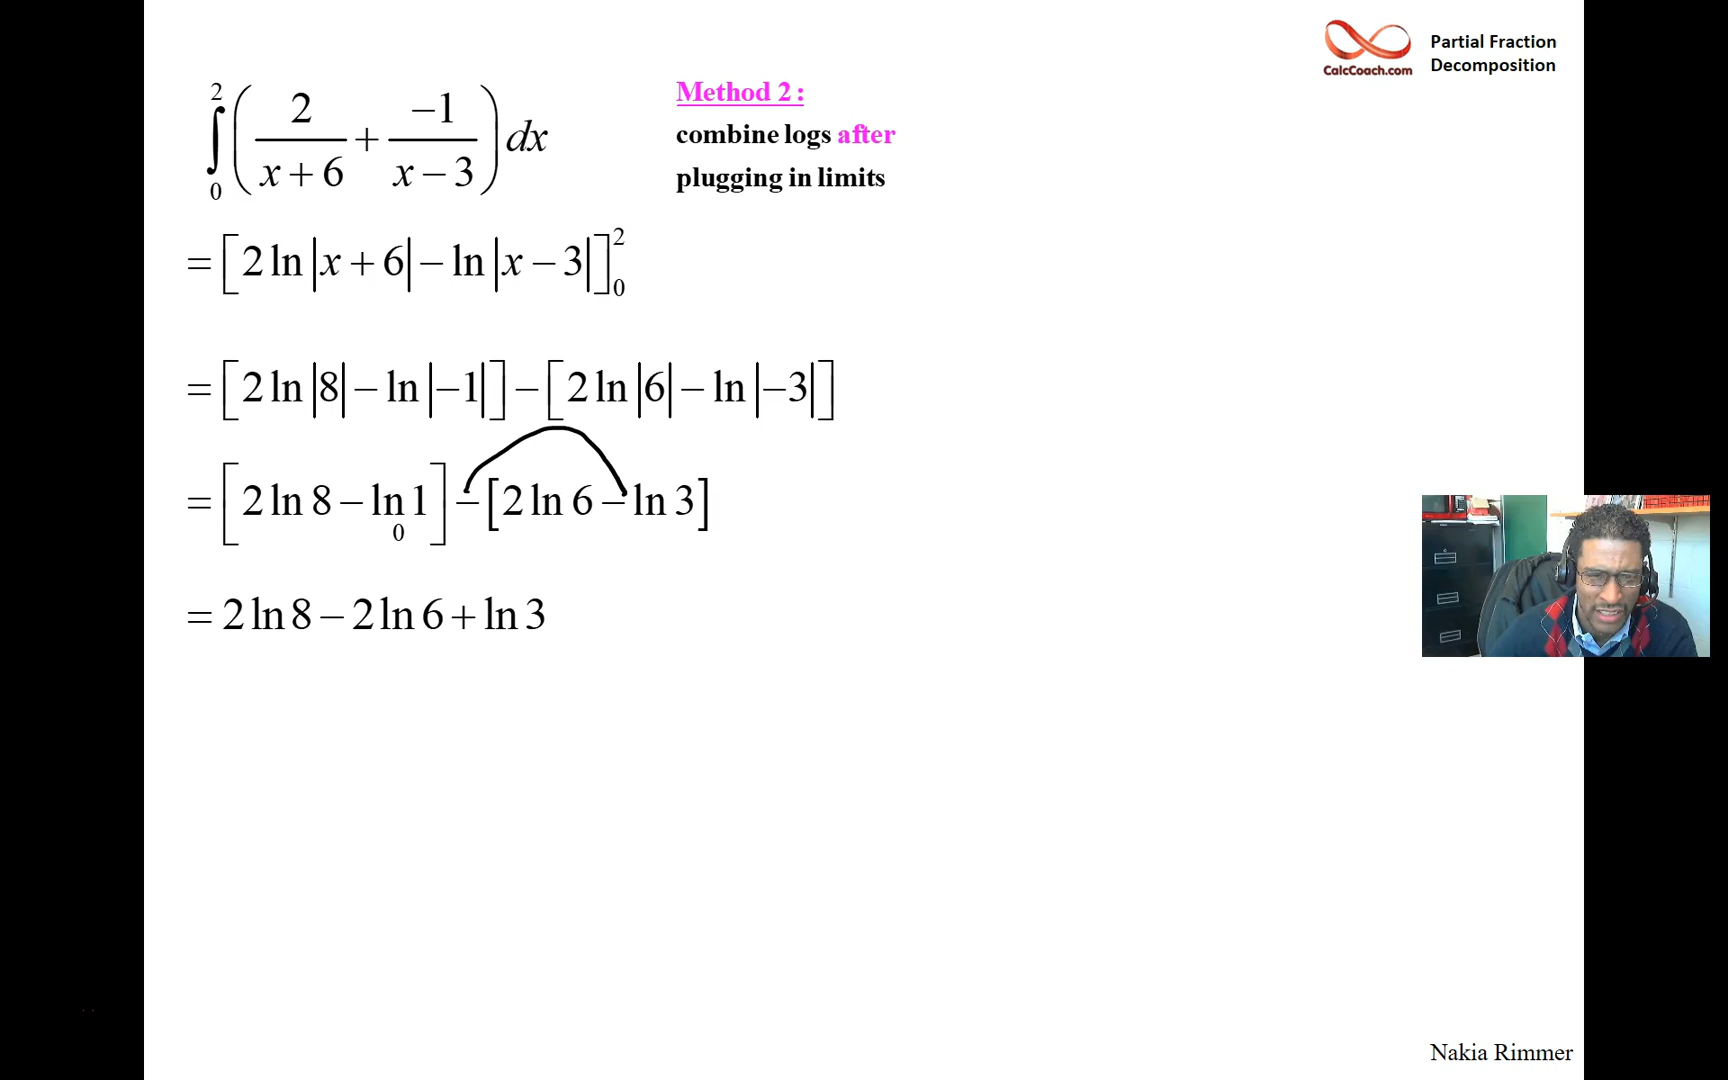 CalcCoach.com
Partial Fraction
Decomposition
∫₀² ( 2/(x+6) + −1/(x−3) ) dx
Method 2 :
combine logs after
plugging in limits
= [2 ln|x + 6| − ln|x − 3|]₀²
= [2 ln|8| − ln|−1|] − [2 ln|6| − ln|−3|]
= [2 ln 8 − ln 1] − [2 ln 6 − ln 3]
0
= 2 ln 8 − 2 ln 6 + ln 3
Nakia Rimmer